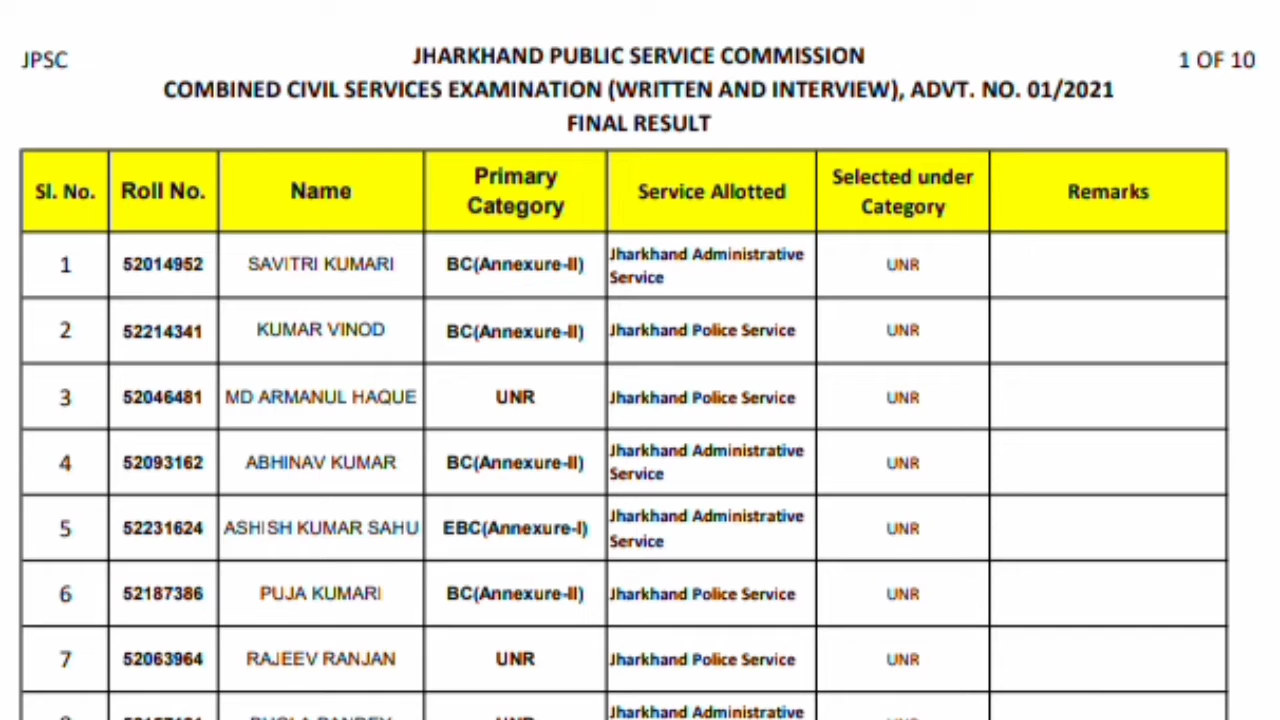 JPSC JHARKHAND PUBLIC SERVICE COMMISSION 1 OF 10
COMBINED CIVIL SERVICES EXAMINATION (WRITTEN AND INTERVIEW), ADVT. NO. 01/2021
FINAL RESULT
Sl. No. Roll No. Name Primary Category Service Allotted Selected under Category Remarks
1 52014952 SAVITRI KUMARI BC(Annexure-II) Jharkhand Administrative Service UNR
2 52214341 KUMAR VINOD BC(Annexure-II) Jharkhand Police Service UNR
3 52046481 MD ARMANUL HAQUE UNR Jharkhand Police Service UNR
4 52093162 ABHINAV KUMAR BC(Annexure-II) Jharkhand Administrative Service UNR
5 52231624 ASHISH KUMAR SAHU EBC(Annexure-I) Jharkhand Administrative Service UNR
6 52187386 PUJA KUMARI BC(Annexure-II) Jharkhand Police Service UNR
7 52063964 RAJEEV RANJAN UNR Jharkhand Police Service UNR
Jharkhand Administrative